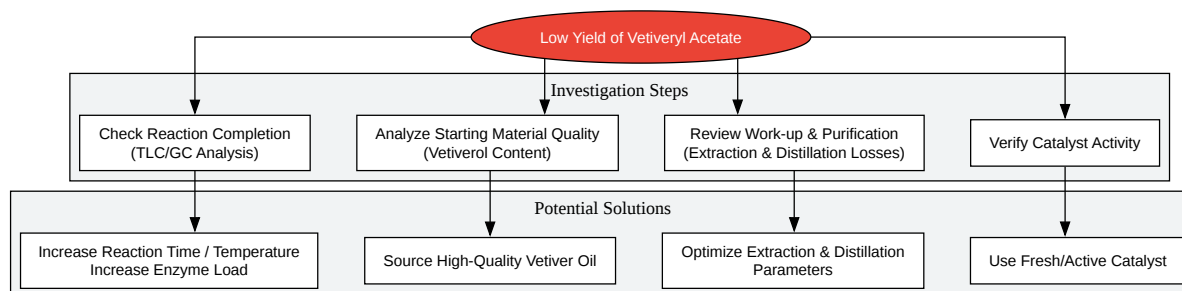 Low Yield of Vetiveryl Acetate
Investigation Steps
Check Reaction Completion
(TLC/GC Analysis)
Analyze Starting Material Quality
(Vetiverol Content)
Review Work-up & Purification
(Extraction & Distillation Losses)
Verify Catalyst Activity
Potential Solutions
Increase Reaction Time / Temperature
Increase Enzyme Load
Source High-Quality Vetiver Oil
Optimize Extraction & Distillation
Parameters
Use Fresh/Active Catalyst